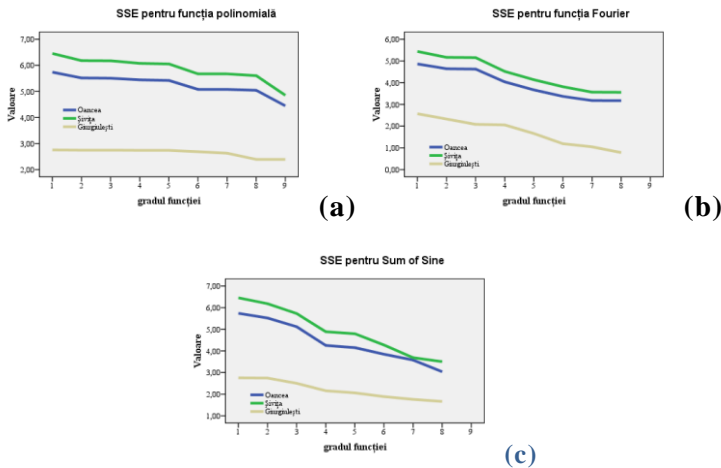 SSE pentru funcția polinomială
Valoare
7,00
6,00
5,00
4,00
3,00
2,00
Oancea
Șivița
Giurgiulești
1 2 3 4 5 6 7 8 9
gradul funcției
(a)
SSE pentru funcția Fourier
Valoare
6,00
5,00
4,00
3,00
2,00
1,00
0,00
Oancea
Șivița
Giurgiulești
1 2 3 4 5 6 7 8 9
gradul funcției
(b)
SSE pentru Sum of Sine
Valoare
7,00
6,00
5,00
4,00
3,00
2,00
1,00
Oancea
Șivița
Giurgiulești
1 2 3 4 5 6 7 8 9
gradul funcției
(c)